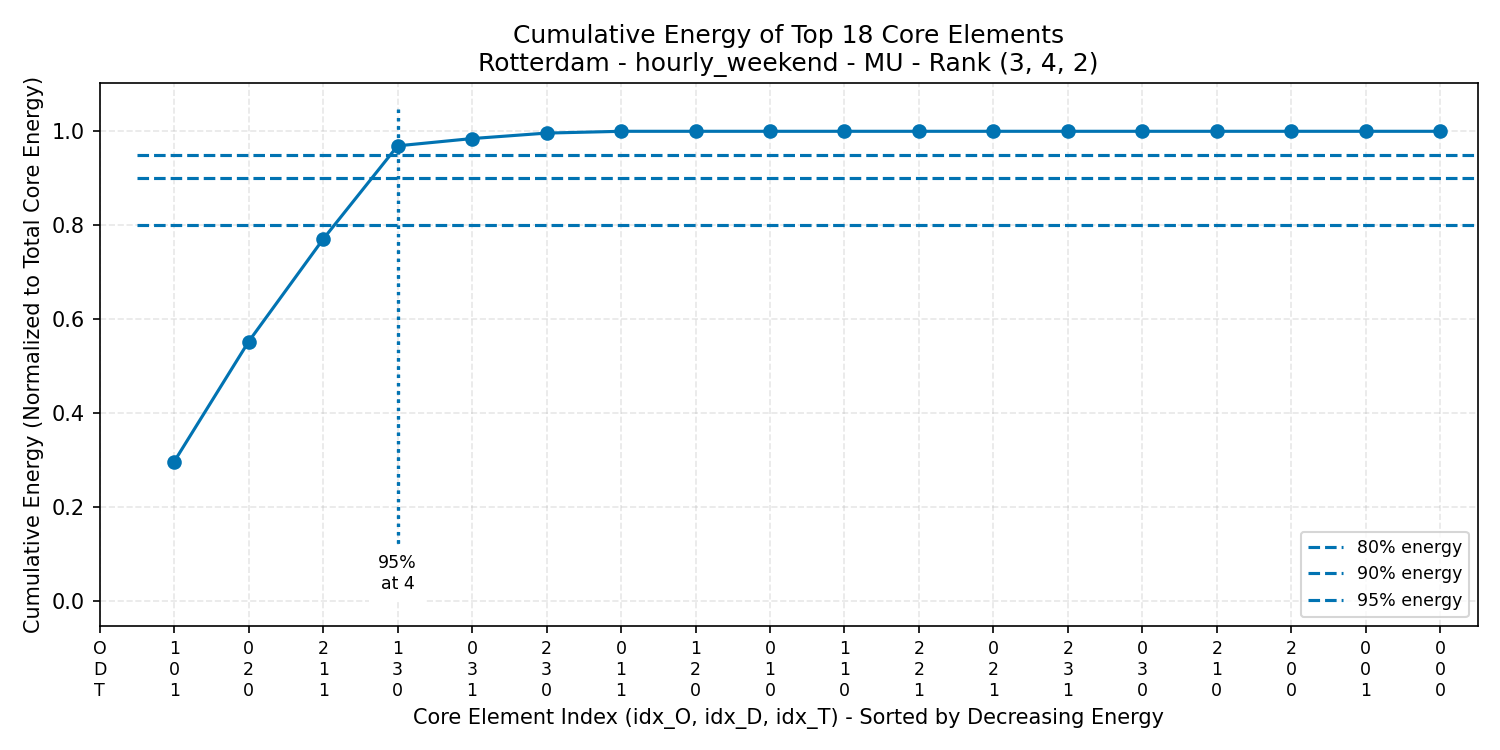 Cumulative Energy of Top 18 Core Elements
Rotterdam - hourly_weekend - MU - Rank (3, 4, 2)
Cumulative Energy (Normalized to Total Core Energy)
1.0
0.8
0.6
0.4
0.2
0.0
95%
at 4
80% energy
90% energy
95% energy
O 1 0 2 1 0 2 0 1 0 1 2 0 2 0 2 2 0 0
D 0 2 1 3 3 3 1 2 1 1 2 2 3 3 1 0 0 0
T 1 0 1 0 1 0 1 0 0 0 1 1 1 0 0 0 1 0
Core Element Index (idx_O, idx_D, idx_T) - Sorted by Decreasing Energy